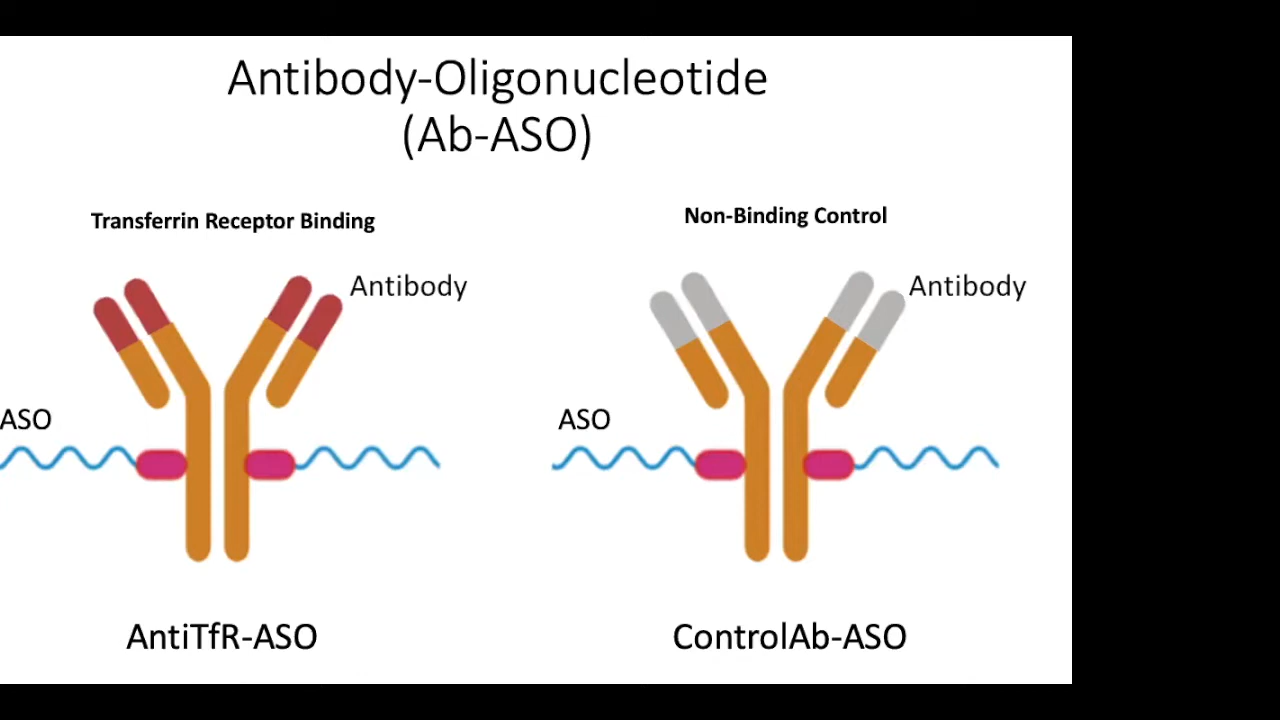 Antibody-Oligonucleotide
(Ab-ASO)
Transferrin Receptor Binding
Non-Binding Control
Antibody
Antibody
ASO
ASO
AntiTfR-ASO
ControlAb-ASO